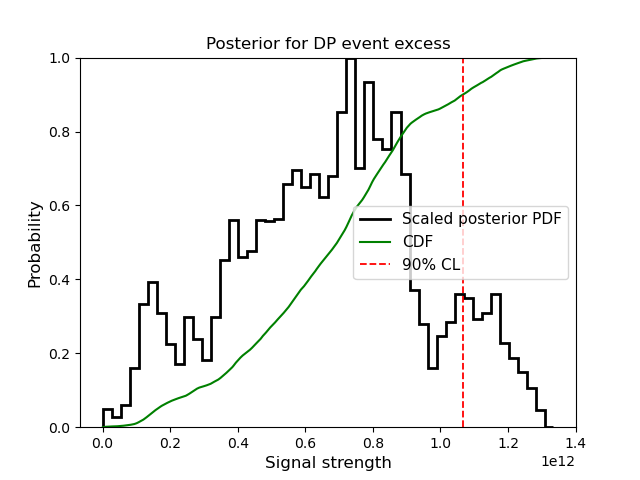 Posterior for DP event excess
Probability
1.0
0.8
0.6
0.4
0.2
0.0
Scaled posterior PDF
CDF
90% CL
0.0 0.2 0.4 0.6 0.8 1.0 1.2 1.4
1e12
Signal strength